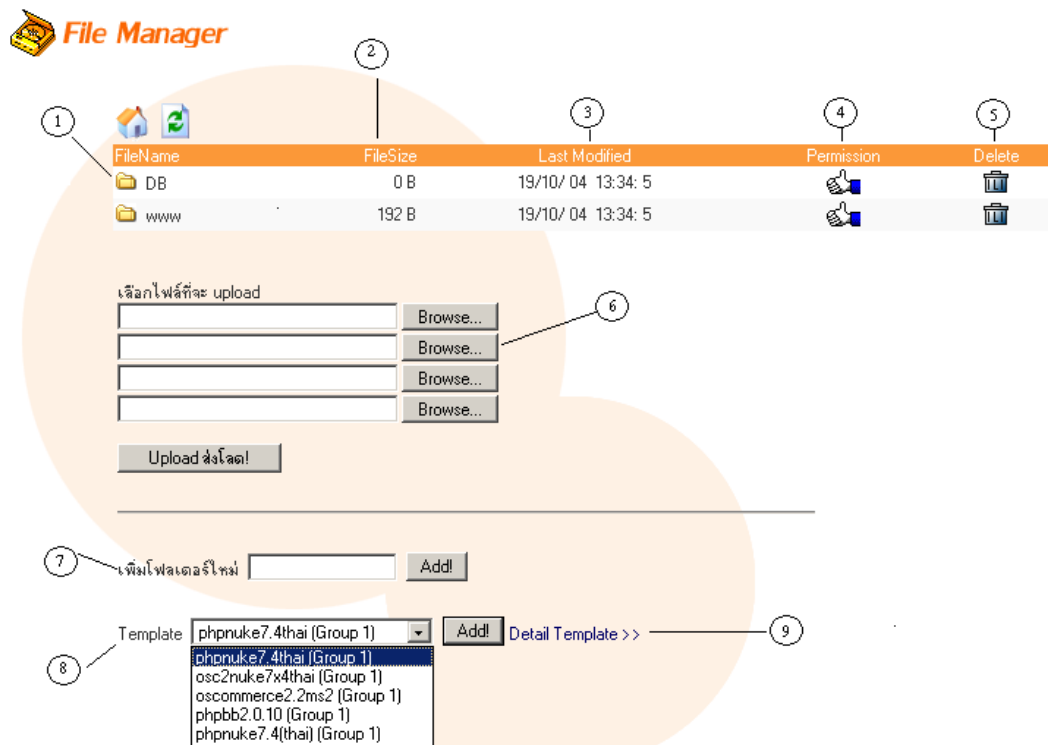 File Manager
2
1
3
4
5
FileName FileSize Last Modified Permission Delete
DB 0 B 19/10/ 04 13:34: 5
www 192 B 19/10/ 04 13:34: 5
เลือกไฟล์ที่จะ upload
6
Browse...
Browse...
Browse...
Browse...
Upload ส่งโลด!
7
เพิ่มโฟลเดอร์ใหม่ Add!
Template phpnuke7.4thai (Group 1) Add! Detail Template >> 9
8
phpnuke7.4thai (Group 1)
osc2nuke7x4thai (Group 1)
oscommerce2.2ms2 (Group 1)
phpbb2.0.10 (Group 1)
phpnuke7.4(thai) (Group 1)